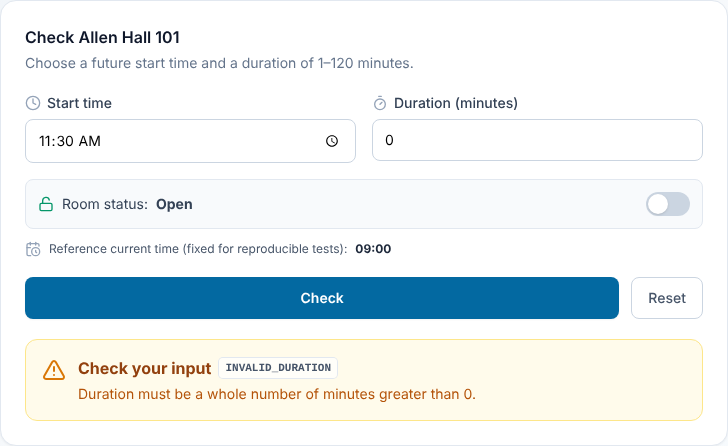 Check Allen Hall 101
Choose a future start time and a duration of 1–120 minutes.
Start time
Duration (minutes)
11:30 AM
0
Room status: Open
Reference current time (fixed for reproducible tests): 09:00
Check
Reset
Check your input INVALID_DURATION
Duration must be a whole number of minutes greater than 0.